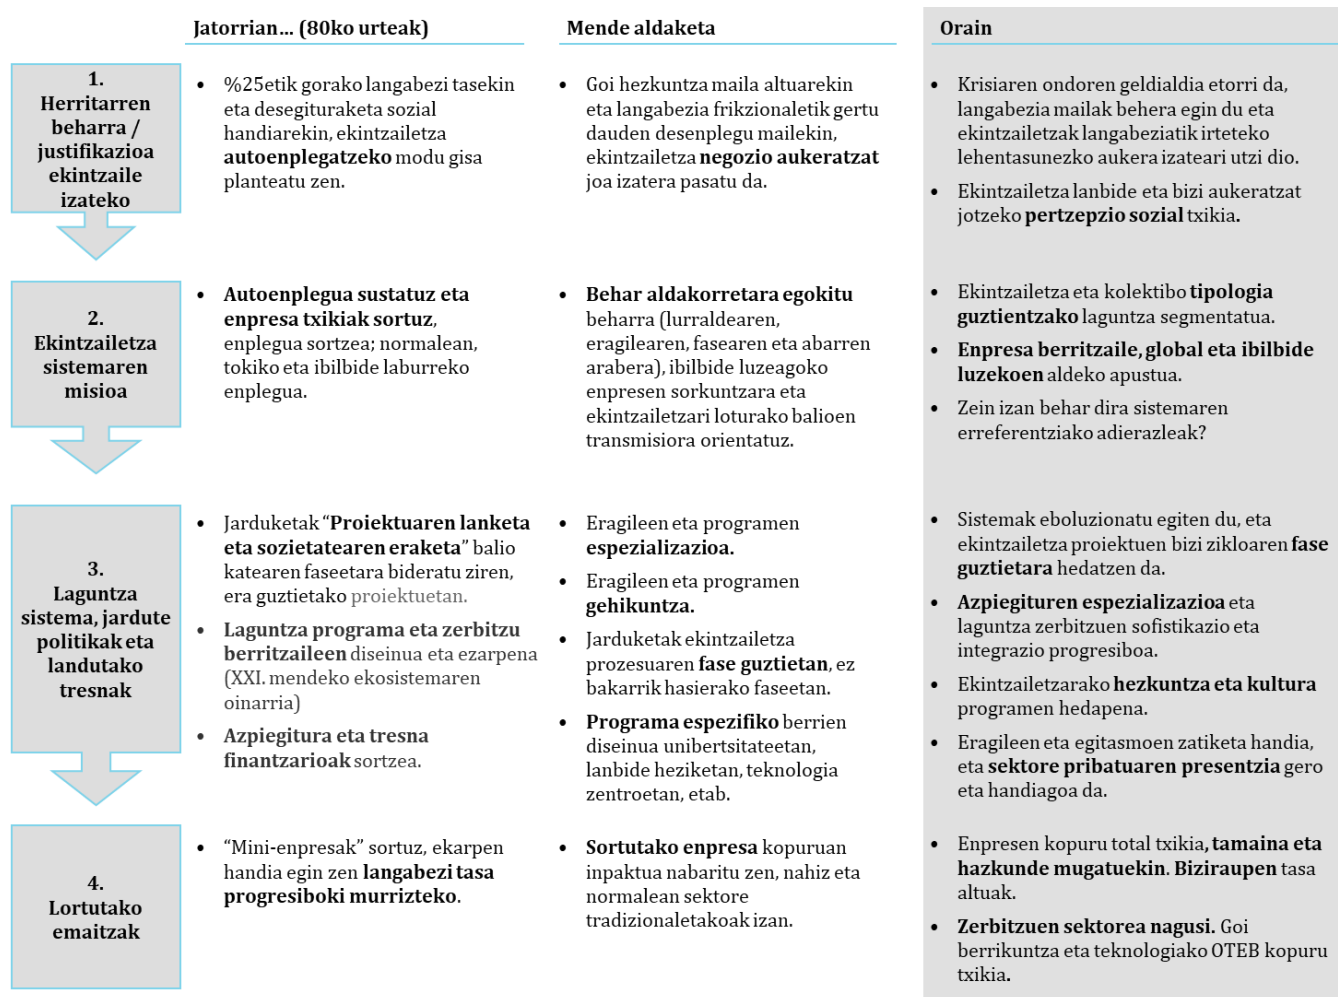 Jatorrian... (80ko urteak)
Mende aldaketa
Orain
1.
Herritarren
beharra /
justifikazioa
ekintzaile
izateko
• %25etik gorako langabezi tasekin
eta desegituraketa sozial
handiarekin, ekintzailetza
autoenplegatzeko modu gisa
planteatu zen.
• Goi hezkuntza maila altuarekin
eta langabezia frikzionaletik gertu
dauden desenplegu mailekin,
ekintzailetza negozio aukeratzat
joa izatera pasatu da.
• Krisiaren ondoren geldialdia etorri da,
langabezia mailak behera egin du eta
ekintzailetzak langabeziatik irteteko
lehentasunezko aukera izateari utzi dio.
• Ekintzailetza lanbide eta bizi aukeratzat
jotzeko pertzepzio sozial txikia.
2.
Ekintzailetza
sistemaren
misioa
• Autoenplegua sustatuz eta
enpresa txikiak sortuz,
enplegua sortzea; normalean,
tokiko eta ibilbide laburreko
enplegua.
• Behar aldakorretara egokitu
beharra (lurraldearen,
eragilearen, fasearen eta abarren
arabera), ibilbide luzeagoko
enpresen sorkuntzara eta
ekintzailetzari loturako balioen
transmisiora orientatuz.
• Ekintzailetza eta kolektibo tipologia
guztientzako laguntza segmentatua.
• Enpresa berritzaile, global eta ibilbide
luzekoen aldeko apustua.
• Zein izan behar dira sistemaren
erreferentziako adierazleak?
3.
Laguntza
sistema, jardute
politikak eta
landutako
tresnak
• Jarduketak “Proiektuaren lanketa
eta sozietatearen eraketa” balio
katearen faseetara bideratu ziren,
era guztietako proiektuetan.
• Laguntza programa eta zerbitzu
berritzaileen diseinua eta ezarpena
(XXI. mendeko ekosistemaren
oinarria)
• Azpiegitura eta tresna
finantzarioak sortzea.
• Eragileen eta programen
espezializazioa.
• Eragileen eta programen
gehikuntza.
• Jarduketak ekintzailetza
prozesuaren fase guztietan, ez
bakarrik hasierako faseetan.
• Programa espezifiko berrien
diseinua unibertsitateetan,
lanbide heziketan, teknologia
zentroetan, etab.
• Sistemak eboluzionatu egiten du, eta
ekintzailetza proiektuen bizi zikloaren fase
guztietara hedatzen da.
• Azpiegituren espezializazioa eta
laguntza zerbitzuen sofistikazio eta
integrazio progresiboa.
• Ekintzailetzarako hezkuntza eta kultura
programen hedapena.
• Eragileen eta egitasmoen zatiketa handia,
eta sektore pribatuaren presentzia gero
eta handiagoa da.
4.
Lortutako
emaitzak
• “Mini-enpresak” sortuz, ekarpen
handia egin zen langabezi tasa
progresiboki murrizteko.
• Sortutako enpresa kopuruan
inpaktua nabaritu zen, nahiz eta
normalean sektore
tradizionaletakoak izan.
• Enpresen kopuru total txikia, tamaina eta
hazkunde mugatuekin. Biziraupen tasa
altuak.
• Zerbitzuen sektorea nagusi. Goi
berrikuntza eta teknologiako OTEB kopuru
txikia.